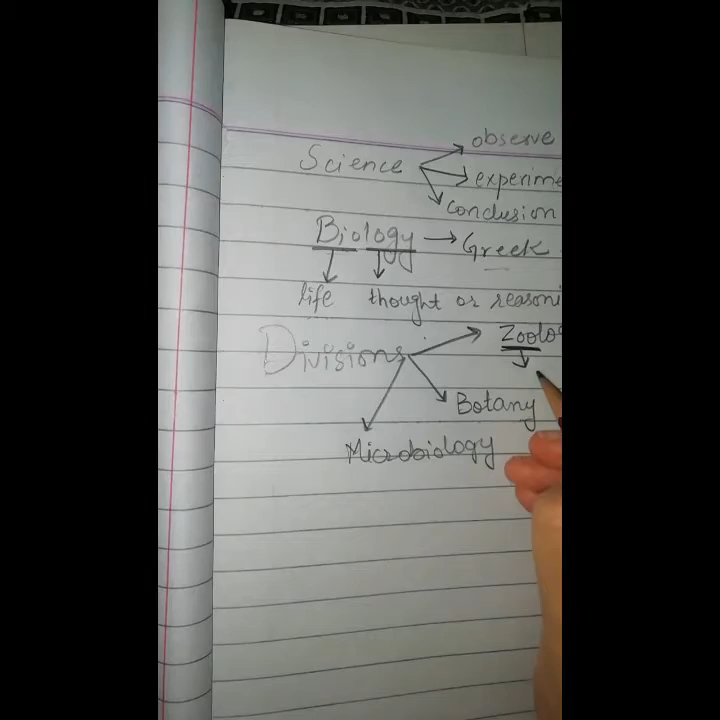 observe
Science experime
conclusion
Biology → Greek
life thought or reasoni
Divisions Zoolo
Botany
Microbiology